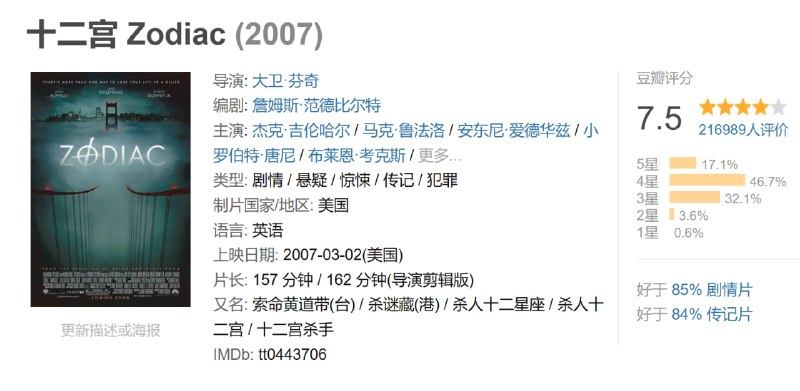 十二宫 Zodiac (2007)
THERE'S MORE THAN ONE WAY TO LOSE YOUR LIFE TO A KILLER
RUFFALO GYLLENHAAL DOWNEY JR.
ZODIAC
COMING SOON
更新描述或海报
导演: 大卫·芬奇
编剧: 詹姆斯·范德比尔特
主演: 杰克·吉伦哈尔 / 马克·鲁法洛 / 安东尼·爱德华兹 / 小
罗伯特·唐尼 / 布莱恩·考克斯 / 更多...
类型: 剧情 / 悬疑 / 惊悚 / 传记 / 犯罪
制片国家/地区: 美国
语言: 英语
上映日期: 2007-03-02(美国)
片长: 157 分钟 / 162 分钟(导演剪辑版)
又名: 索命黄道带(台) / 杀谜藏(港) / 杀人十二星座 / 杀人十
二宫 / 十二宫杀手
IMDb: tt0443706
豆瓣评分
7.5
216989人评价
5星 17.1%
4星 46.7%
3星 32.1%
2星 3.6%
1星 0.6%
好于 85% 剧情片
好于 84% 传记片